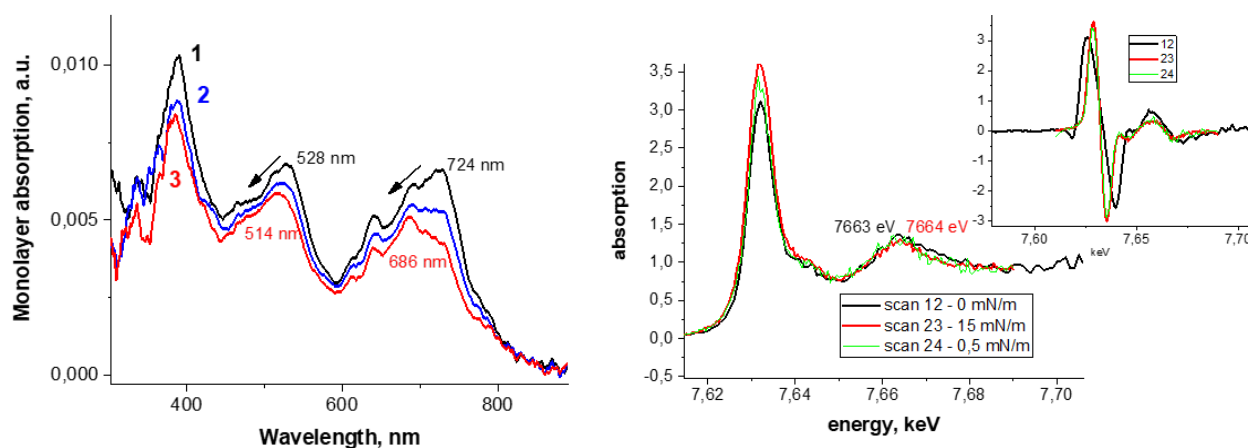 Monolayer absorption, a.u.
0,010
0,005
0,000
1
2
3
528 nm
724 nm
514 nm
686 nm
400
600
800
Wavelength, nm
absorption
3,5
3,0
2,5
2,0
1,5
1,0
0,5
0,0
-0,5
7663 eV
7664 eV
scan 12 - 0 mN/m
scan 23 - 15 mN/m
scan 24 - 0,5 mN/m
7,62
7,64
7,66
7,68
7,70
energy, keV
3
2
1
0
-1
-2
-3
12
23
24
7,60
7,65
7,70
keV